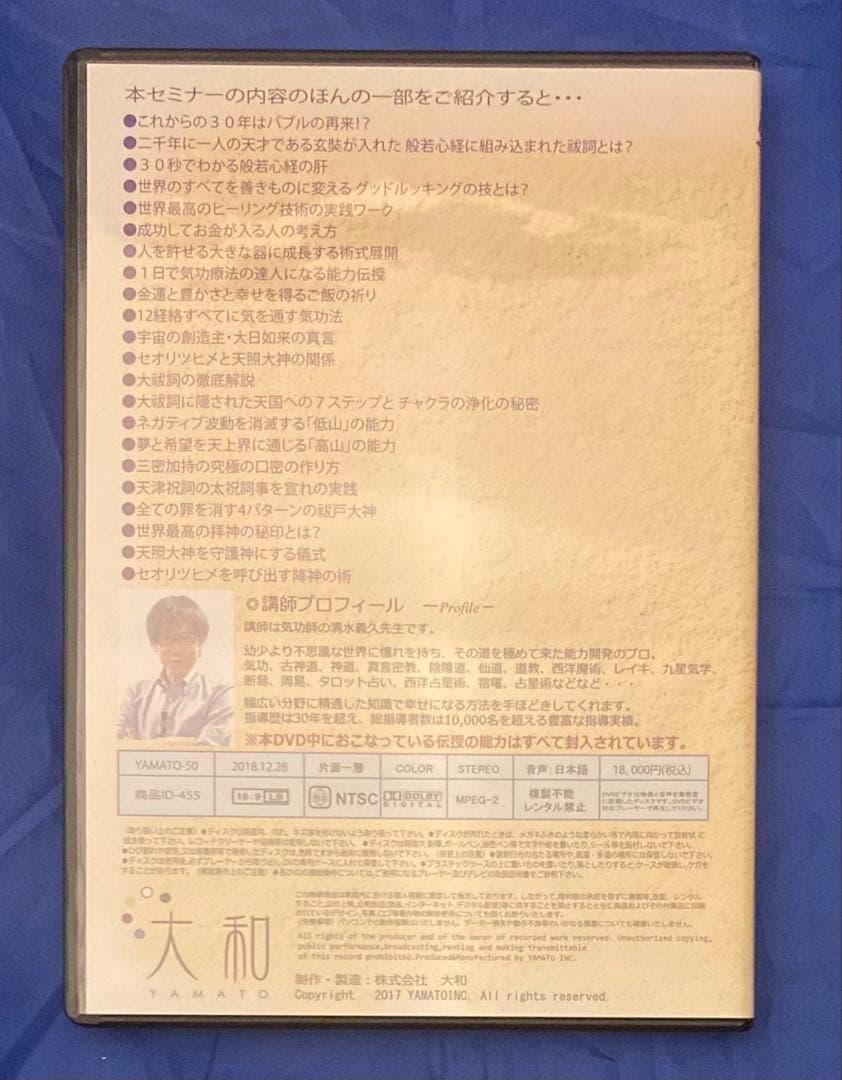 本セミナーの内容のほんの一部をご紹介すると・・・
●これからの３０年はバブルの再来!？
●二千年に一人の天才である玄奘が入れた 般若心経に組み込まれた祓詞とは？
●３０秒でわかる般若心経の肝
●世界のすべてを善きものに変える グッドルッキングの技とは？
●世界最高のヒーリング技術の実践ワーク
●成功してお金が入る人の考え方
●人を許せる大きな器に成長する術式展開
●１日で気功療法の達人になる能力伝授
●金運と豊かさと幸せを得るご飯の祈り
●12経絡すべてに気を通す気功法
●宇宙の創造主・大日如来の真言
●セオリツヒメと天照大神の関係
●大祓詞の徹底解説
●大祓詞に隠された天国への７ステップと チャクラの浄化の秘密
●ネガティブ波動を消滅する「低山」の能力
●夢と希望を天上界に通じる「高山」の能力
●三密加持の究極の口密の作り方
●天津祝詞の太祝詞事を宣れの実践
●全ての罪を消す4パターンの祓戸大神
●世界最高の拝神の秘印とは？
●天照大神を守護神にする儀式
●セオリツヒメを呼び出す降神の術
◎講師プロフィール ーProfileー
講師は気功師の清水義久先生です。
幼少より不思議な世界に憧れを持ち、その道を極めて来た能力開発のプロ。
気功、古神道、神道、真言密教、陰陽道、仙道、道教、西洋魔術、レイキ、九星気学、
断易、周易、タロット占い、西洋占星術、宿曜、占星術などなど・・・
幅広い分野に精通した知識で幸せになる方法を手ほどきしてくれます。
指導歴は30年を超え、総指導者数は10,000名を超える豊富な指導実績。
※本DVD中におこなっている伝授の能力はすべて封入されています。
YAMATO-50 2018.12.28 片面一層 COLOR STEREO 音声：日本語 18,000円(税込)
商品ID-455 16:9 LB NTSC DOLBY DIGITAL MPEG-2 複製不能 レンタル禁止
All rights of the producer and of the owner of recorded work reserved. Unauthorized copying,
public performance,broadcasting,renting and making transmittable
of this record prohibited.Produced&Manufactured by YAMATO INC.
大和
YAMATO
制作・製造：株式会社 大和
Copyright 2017 YAMATOINC. All rights reserved.